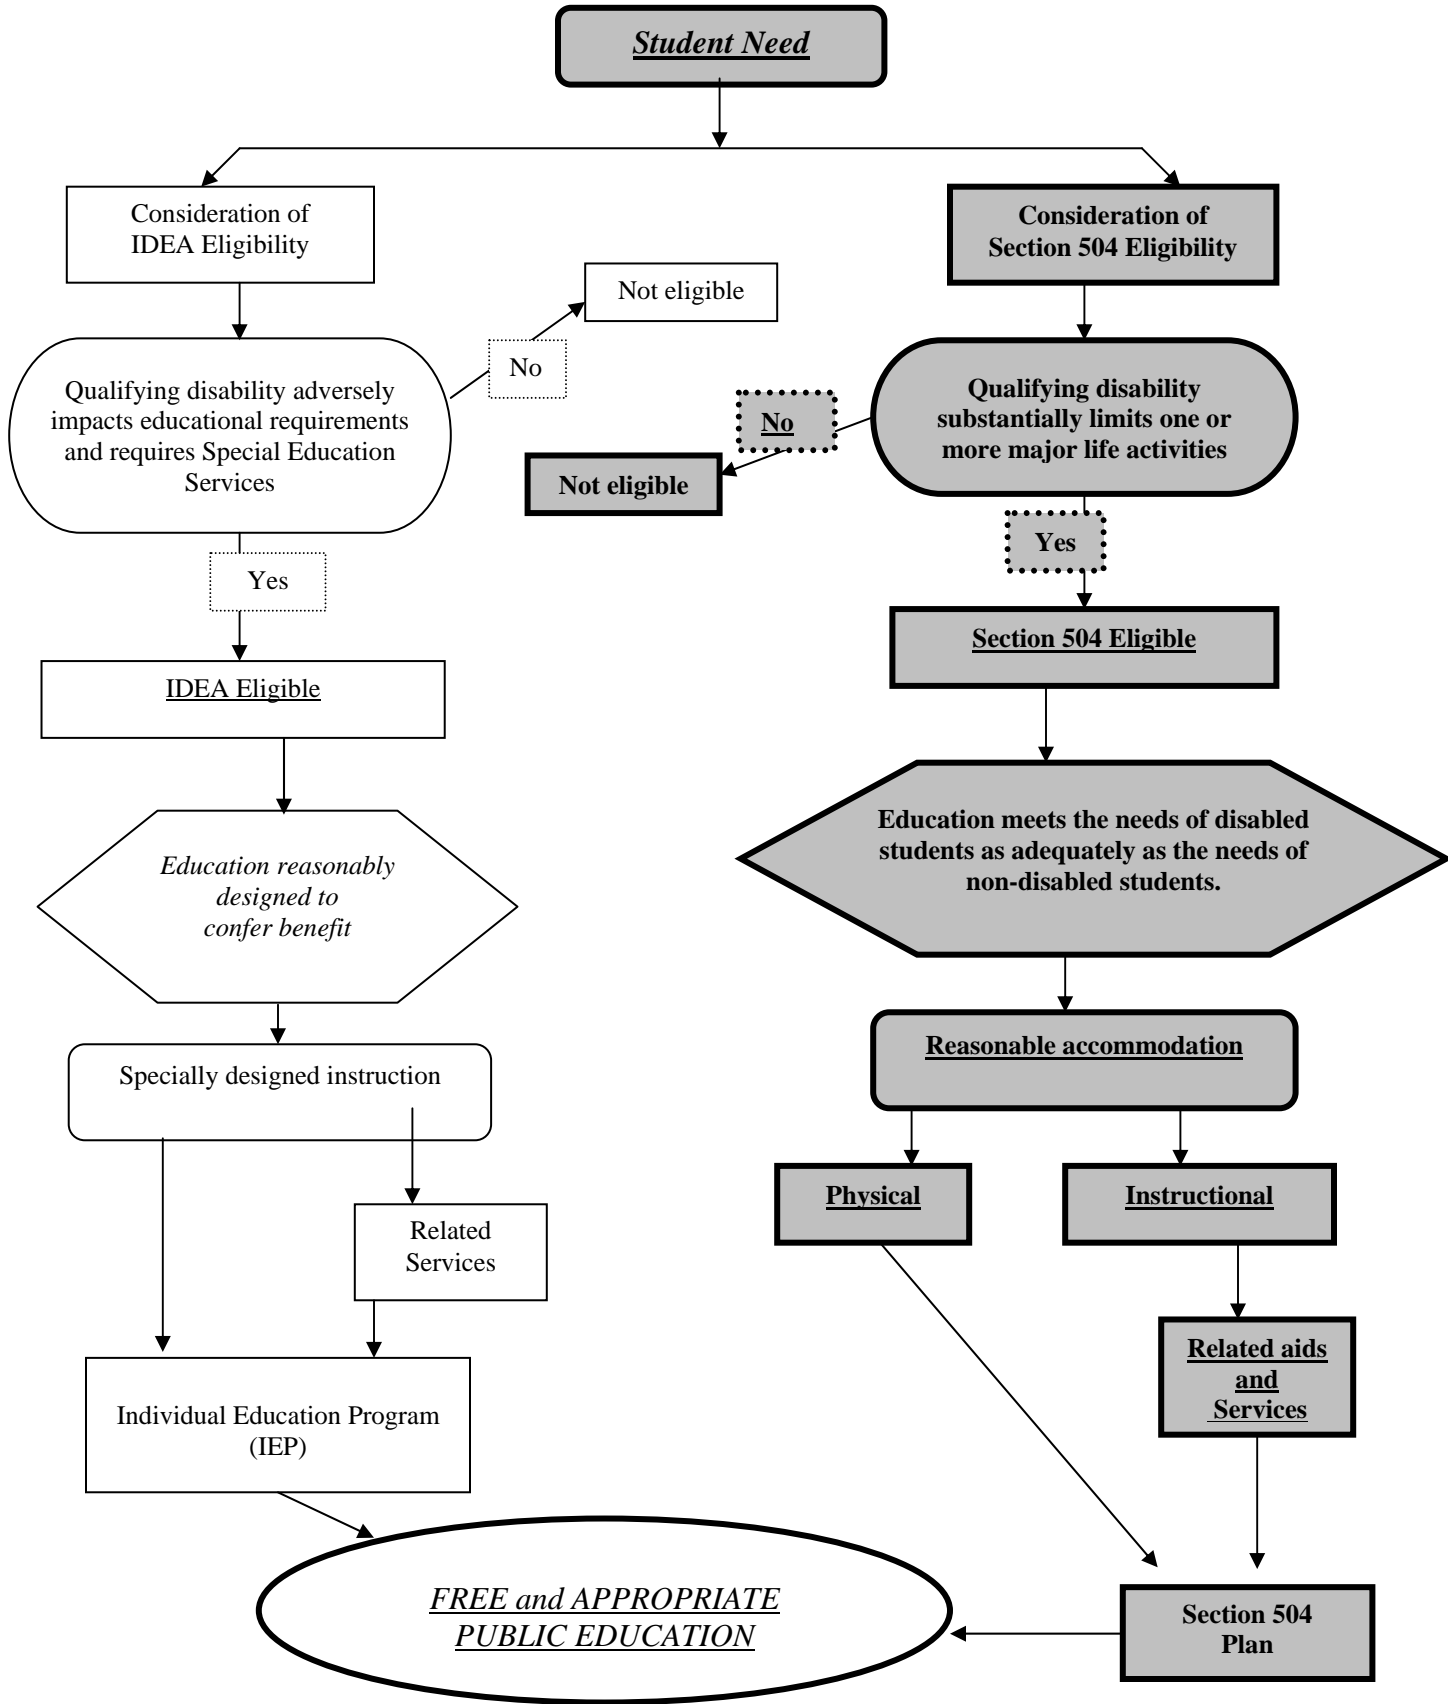 Student Need
Consideration of
IDEA Eligibility
Consideration of
Section 504 Eligibility
Not eligible
No
Qualifying disability adversely
impacts educational requirements
and requires Special Education
Services
Qualifying disability
substantially limits one or
more major life activities
No
Not eligible
Yes
Yes
Section 504 Eligible
IDEA Eligible
Education meets the needs of disabled
students as adequately as the needs of
non-disabled students.
Education reasonably
designed to
confer benefit
Reasonable accommodation
Specially designed instruction
Physical
Instructional
Related
Services
Related aids
and
Services
Individual Education Program
(IEP)
FREE and APPROPRIATE
PUBLIC EDUCATION
Section 504
Plan